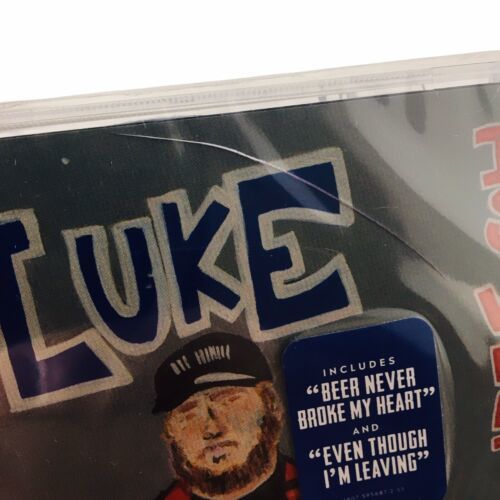 LUKE
INCLUDES
"BEER NEVER
BROKE MY HEART"
AND
"EVEN THOUGH
I'M LEAVING"